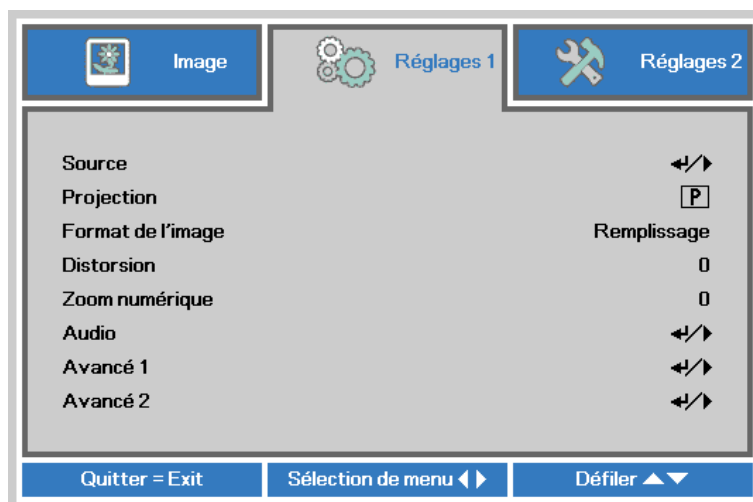 Image
Réglages 1
Réglages 2
Source ↵/▶
Projection P
Format de l'image Remplissage
Distorsion 0
Zoom numérique 0
Audio ↵/▶
Avancé 1 ↵/▶
Avancé 2 ↵/▶
Quitter = Exit
Sélection de menu ◀▶
Défiler ▲▼